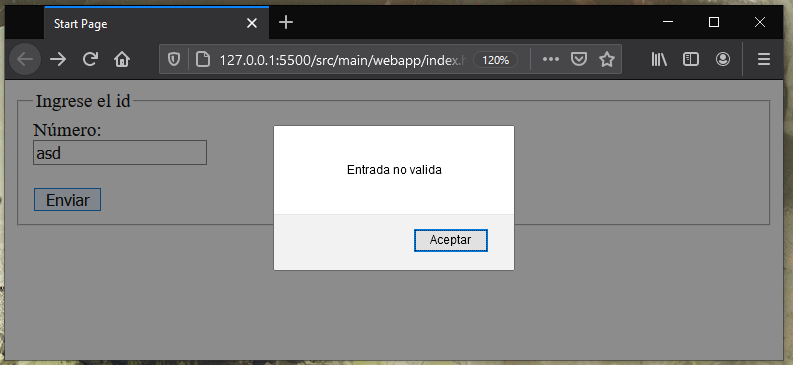 Start Page
127.0.0.1:5500/src/main/webapp/index.h
120%
Ingrese el id
Número:
asd
Enviar
Entrada no valida
Aceptar